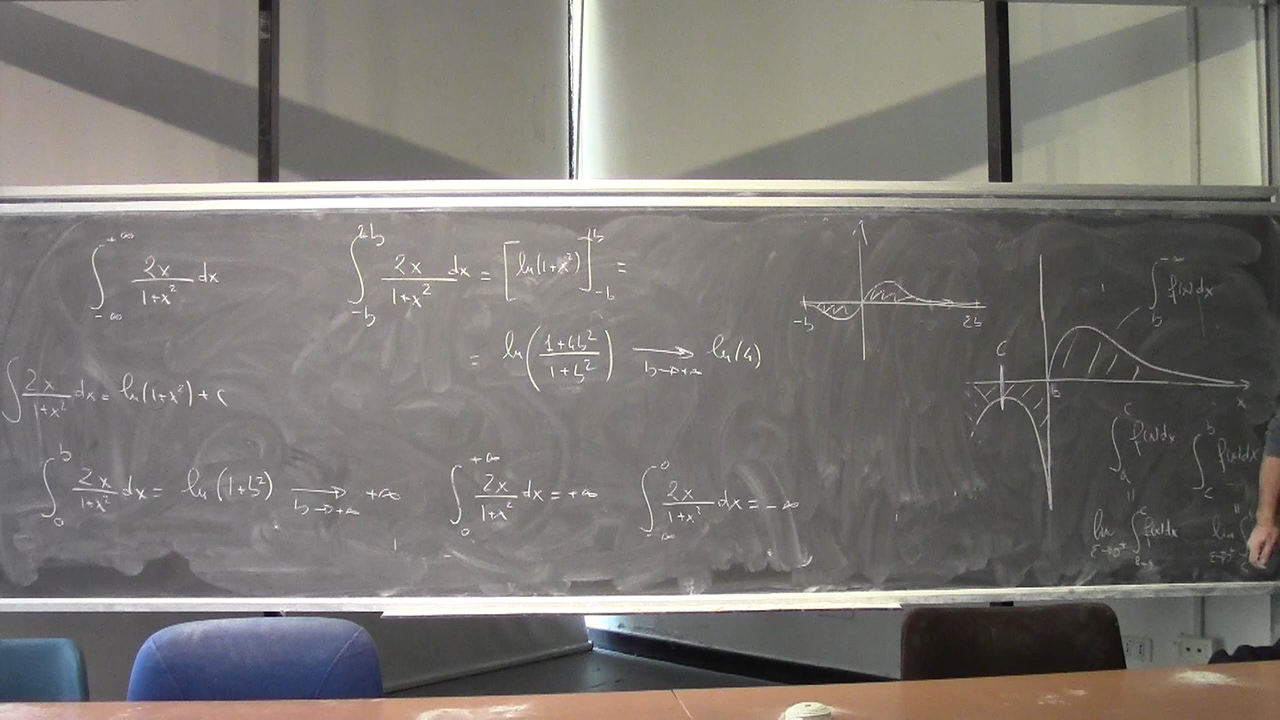 ∫_{-∞}^{+∞} 2x/(1+x²) dx
∫_{-b}^{2b} 2x/(1+x²) dx = [ln(1+x²)]_{-b}^{2b} =
= ln((1+4b²)/(1+b²)) →_{b→+∞} ln(4)
∫ 2x/(1+x²) dx = ln(1+x²) + c
∫_0^b 2x/(1+x²) dx = ln(1+b²) →_{b→+∞} +∞
∫_0^{+∞} 2x/(1+x²) dx = +∞
∫_{-∞}^0 2x/(1+x²) dx = -∞
-b 2b
∫_b f(x)dx
c
b x
∫_a^c f(x)dx ∫_c^b f(x)dx
lim_{ε→0⁺} ∫^c f(x)dx lim_{ε→0⁺} ∫